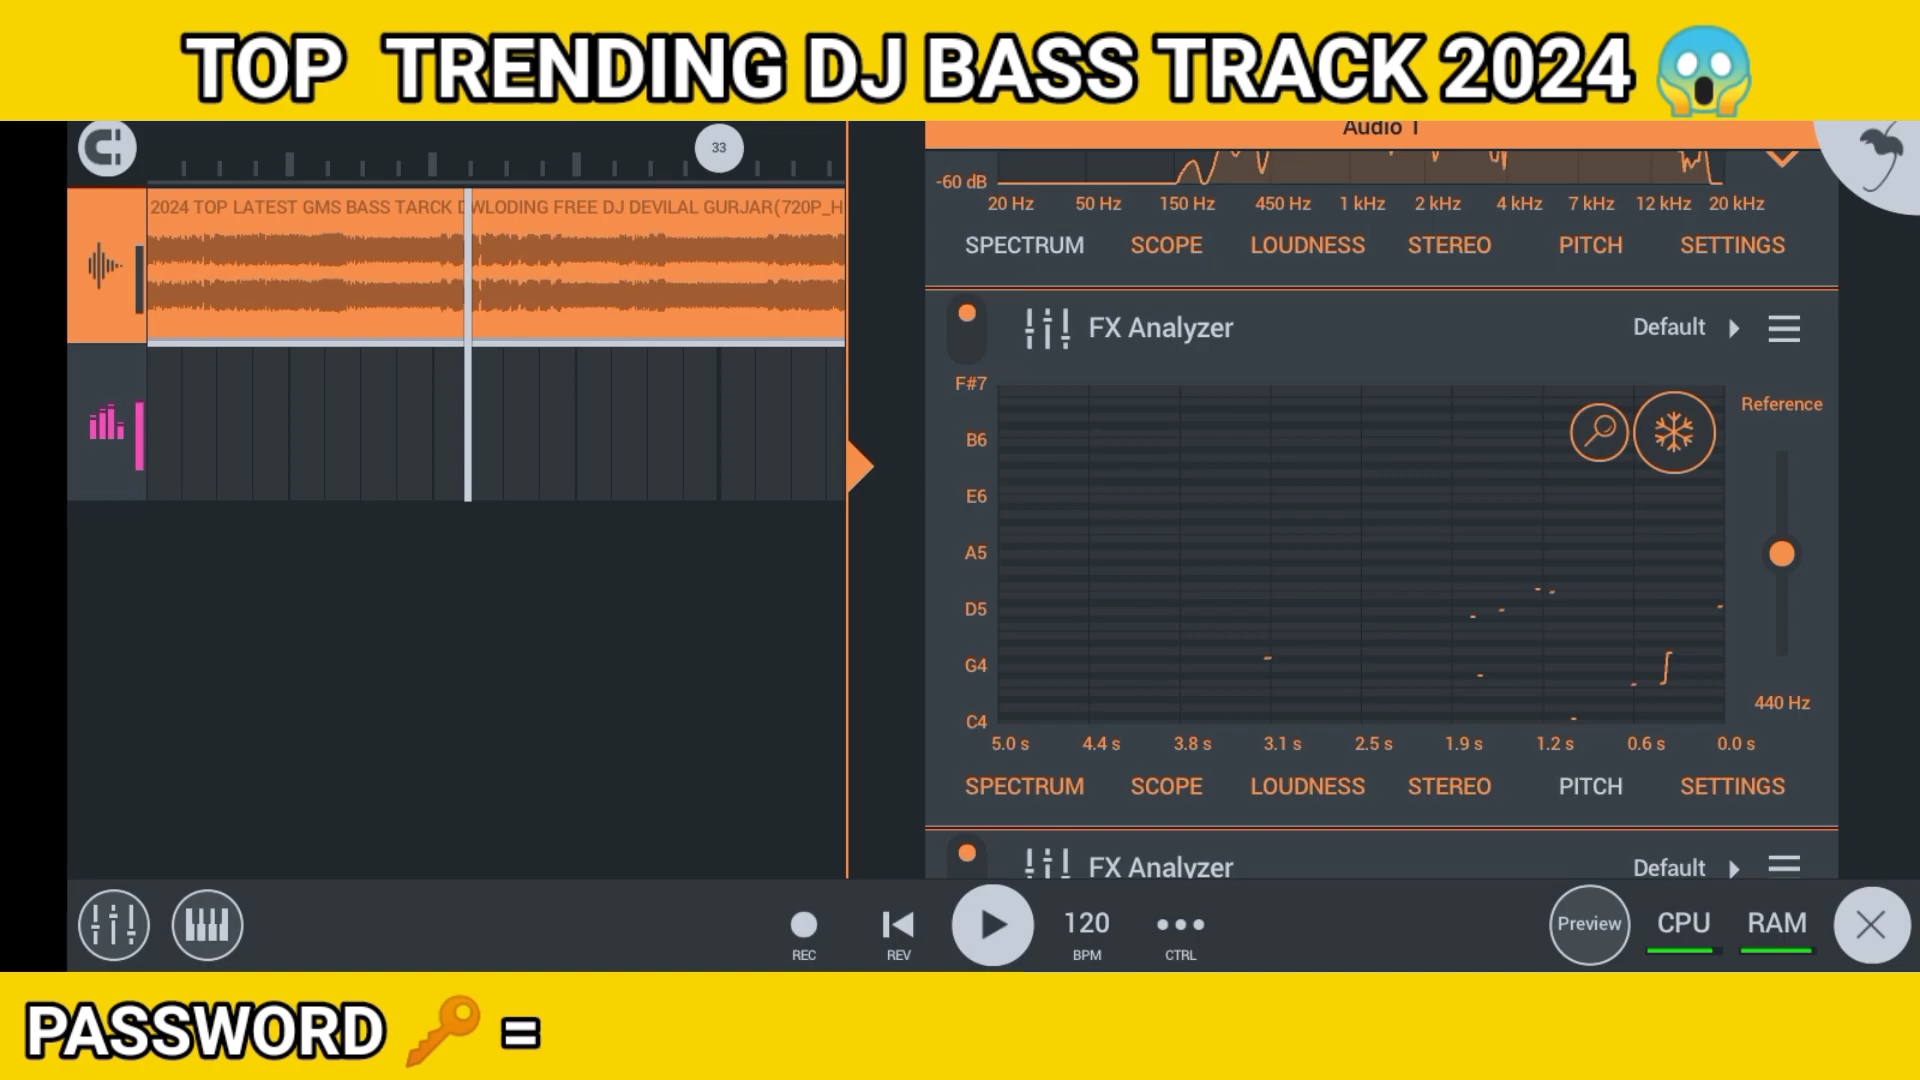 TOP TRENDING DJ BASS TRACK 2024
33
Audio 1
2024 TOP LATEST GMS BASS TARCK DWLODING FREE DJ DEVILAL GURJAR(720P_H
-60 dB
20 Hz 50 Hz 150 Hz 450 Hz 1 kHz 2 kHz 4 kHz 7 kHz 12 kHz 20 kHz
SPECTRUM SCOPE LOUDNESS STEREO PITCH SETTINGS
FX Analyzer Default
F#7
Reference
B6
E6
A5
D5
G4
440 Hz
C4
5.0 s 4.4 s 3.8 s 3.1 s 2.5 s 1.9 s 1.2 s 0.6 s 0.0 s
SPECTRUM SCOPE LOUDNESS STEREO PITCH SETTINGS
FX Analyzer Default
120 Preview CPU RAM
REC REV BPM CTRL
PASSWORD =